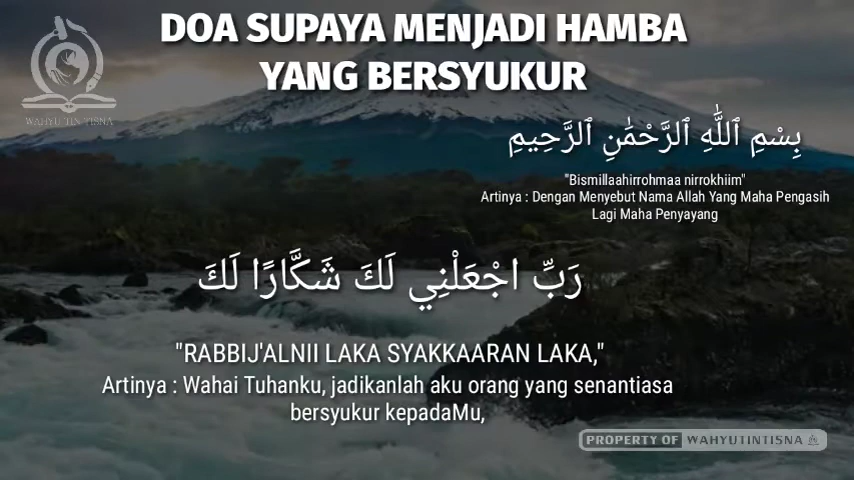 DOA SUPAYA MENJADI HAMBA
YANG BERSYUKUR
WAHYU TIN TISNA
بِسْمِ ٱللَّٰهِ ٱلرَّحْمَٰنِ ٱلرَّحِيمِ
"Bismillaahirrohmaa nirrokhiim"
Artinya : Dengan Menyebut Nama Allah Yang Maha Pengasih
Lagi Maha Penyayang
رَبِّ اجْعَلْنِي لَكَ شَكَّارًا لَكَ
"RABBIJ'ALNII LAKA SYAKKAARAN LAKA,"
Artinya : Wahai Tuhanku, jadikanlah aku orang yang senantiasa
bersyukur kepadaMu,
PROPERTY OF WAHYUTINTISNA